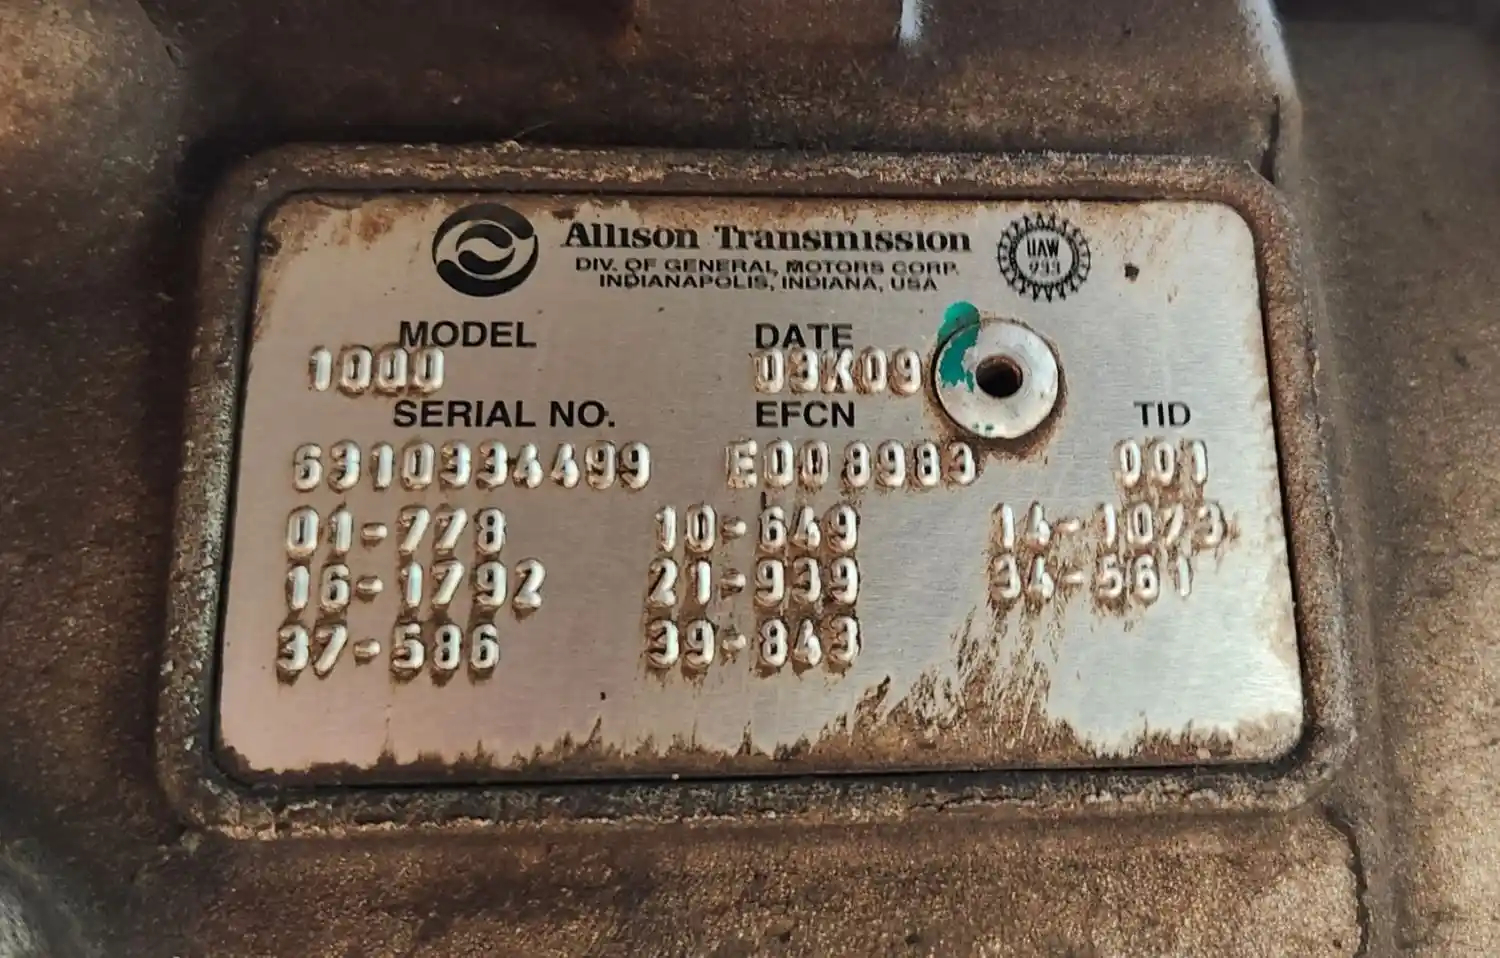 Allison Transmission
DIV. OF GENERAL MOTORS CORP.
INDIANAPOLIS, INDIANA, USA
UAW
933
MODEL DATE
1000 03K09
SERIAL NO. EFCN TID
6310334499 E008983 001
01-778 10-649 14-1073
16-1792 21-939 34-561
37-586 39-843